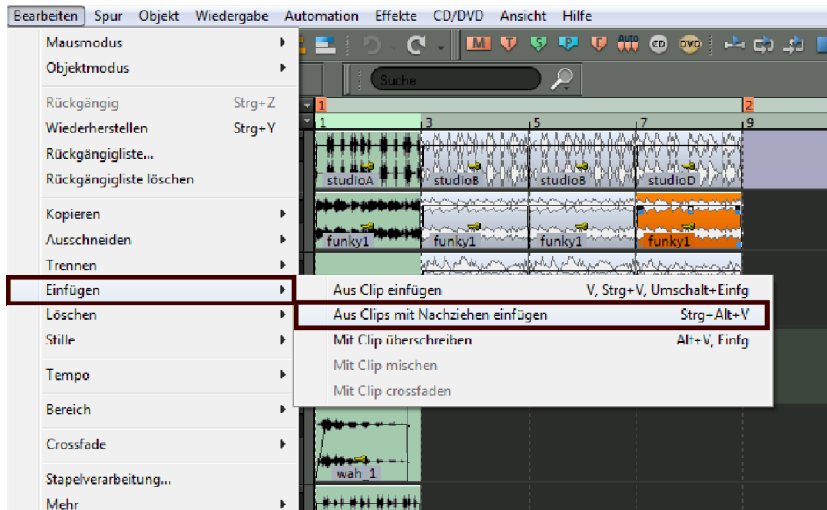 Bearbeiten Spur Objekt Wiedergabe Automation Effekte CD/DVD Ansicht Hilfe
Mausmodus
Objektmodus
Rückgängig Strg+Z
Wiederherstellen Strg+Y
Rückgängigliste...
Rückgängigliste löschen
Kopieren
Ausschneiden
Trennen
Einfügen
Löschen
Stille
Tempo
Bereich
Crossfade
Stapelverarbeitung...
Mehr
Aus Clip einfügen V, Strg+V, Umschalt+Einfg
Aus Clips mit Nachziehen einfügen Strg+Alt+V
Mit Clip überschreiben Alt+V, Einfg
Mit Clip mischen
Mit Clip crossfaden
M T S P T Auto CD DVD
Suche
1 2
1 3 5 7 9
studioA studioB studioB studioD
funky1 funky1 funky1 funky1
wah_1